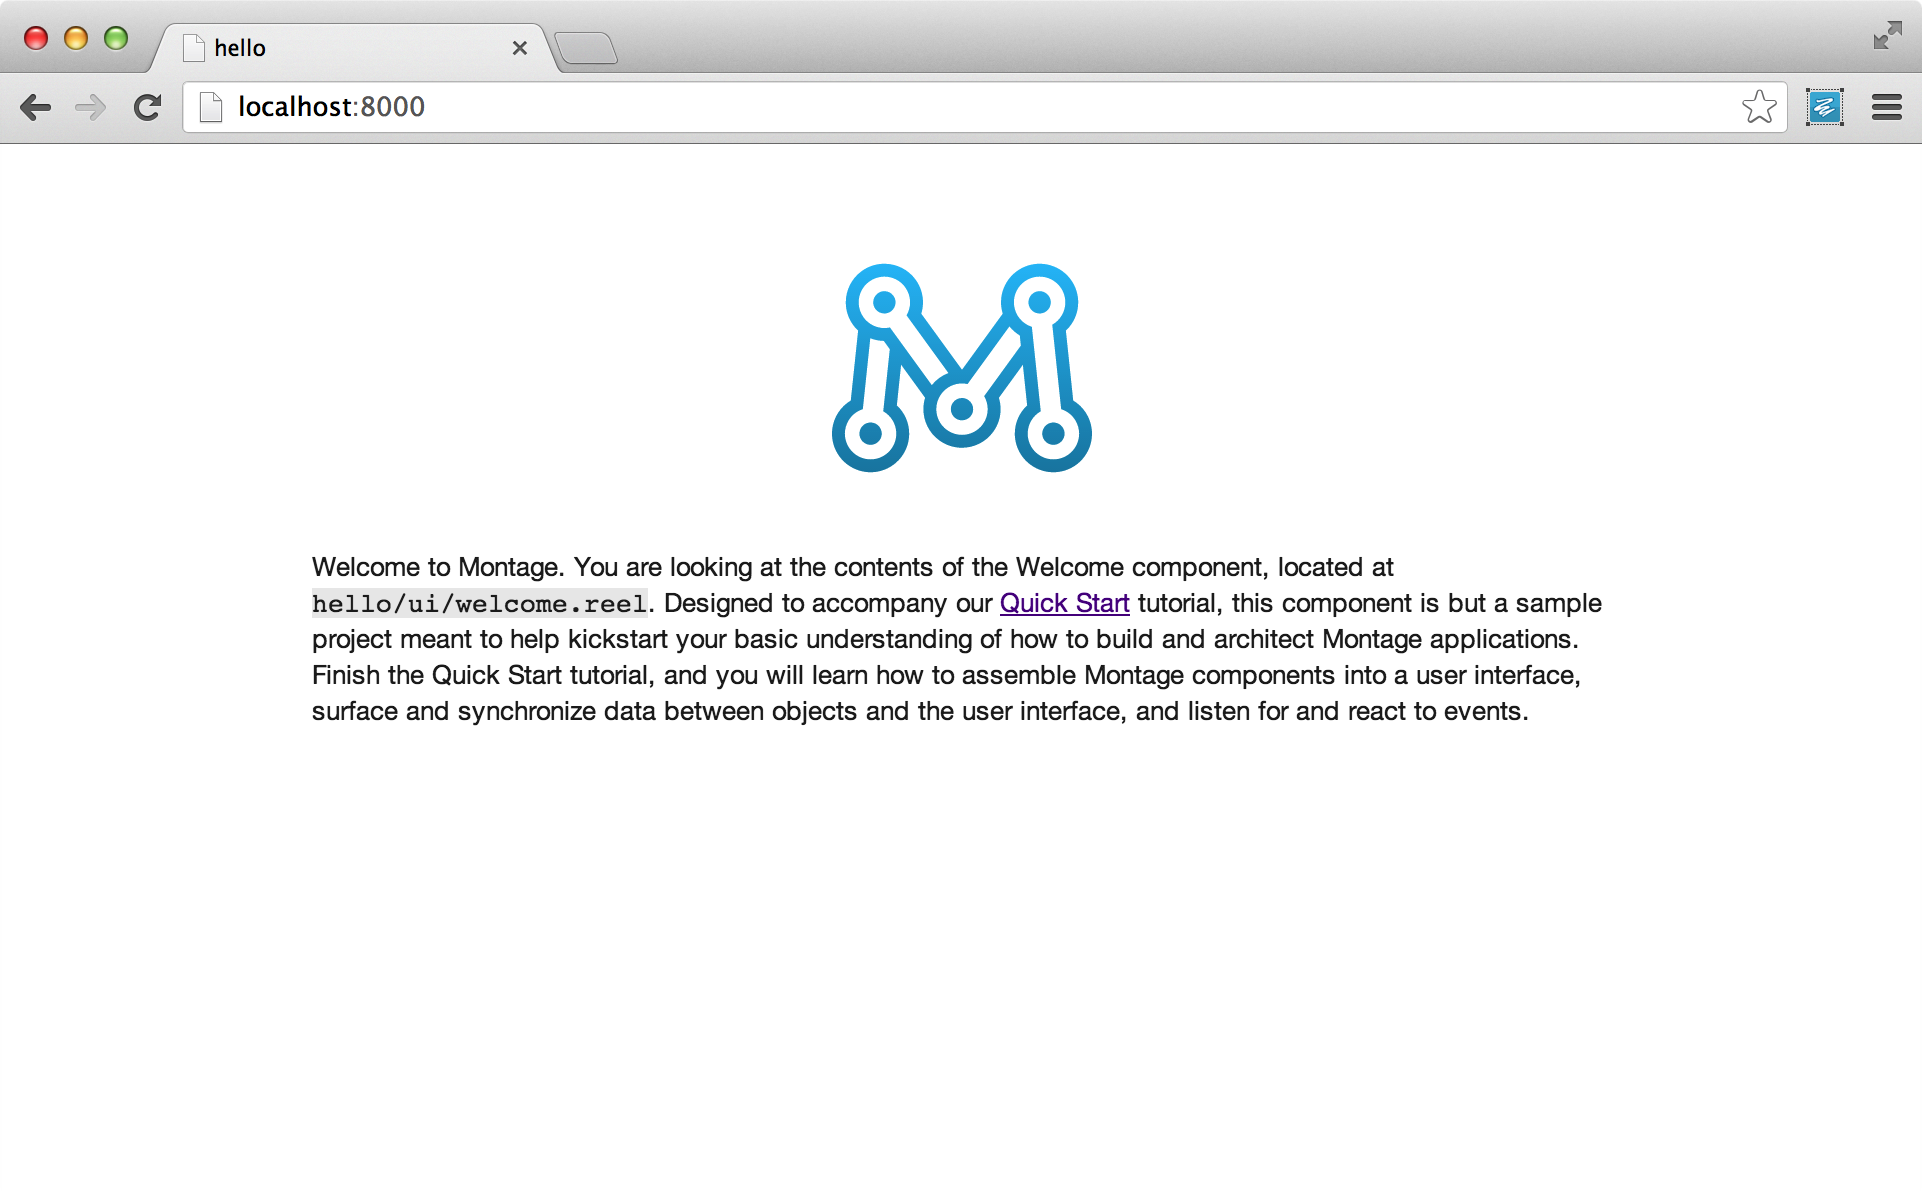 hello
localhost:8000
Welcome to Montage. You are looking at the contents of the Welcome component, located at
hello/ui/welcome.reel. Designed to accompany our Quick Start tutorial, this component is but a sample
project meant to help kickstart your basic understanding of how to build and architect Montage applications.
Finish the Quick Start tutorial, and you will learn how to assemble Montage components into a user interface,
surface and synchronize data between objects and the user interface, and listen for and react to events.